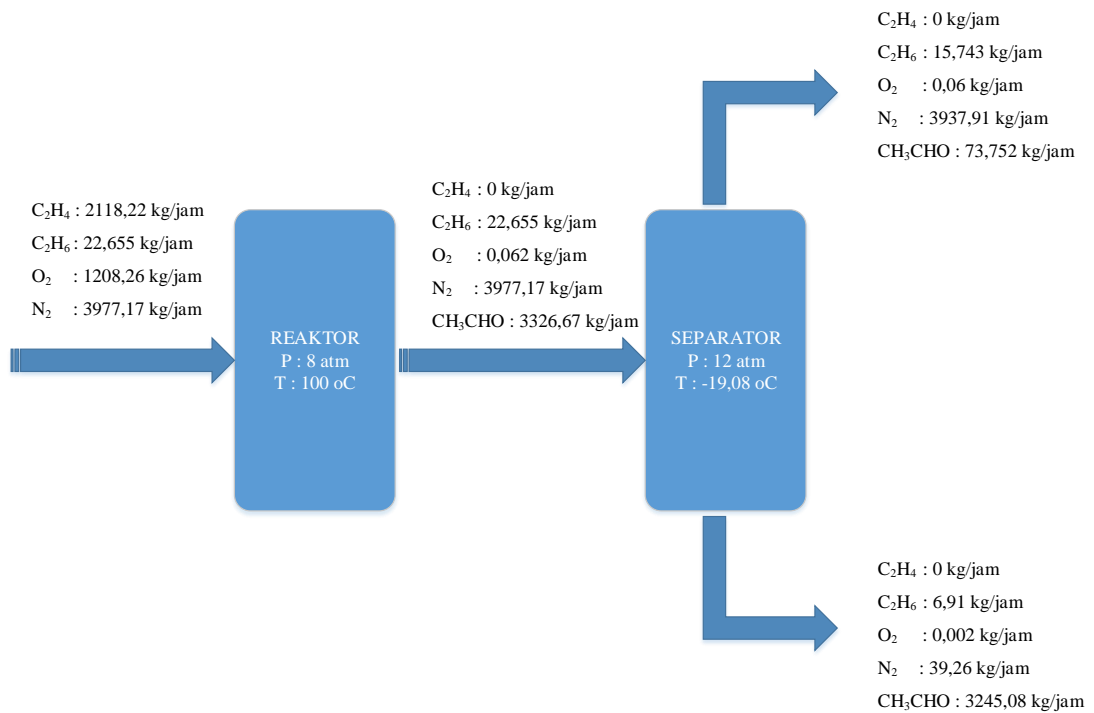 C₂H₄ : 2118,22 kg/jam
C₂H₆ : 22,655 kg/jam
O₂ : 1208,26 kg/jam
N₂ : 3977,17 kg/jam
REAKTOR
P : 8 atm
T : 100 oC
C₂H₄ : 0 kg/jam
C₂H₆ : 22,655 kg/jam
O₂ : 0,062 kg/jam
N₂ : 3977,17 kg/jam
CH₃CHO : 3326,67 kg/jam
SEPARATOR
P : 12 atm
T : -19,08 oC
C₂H₄ : 0 kg/jam
C₂H₆ : 15,743 kg/jam
O₂ : 0,06 kg/jam
N₂ : 3937,91 kg/jam
CH₃CHO : 73,752 kg/jam
C₂H₄ : 0 kg/jam
C₂H₆ : 6,91 kg/jam
O₂ : 0,002 kg/jam
N₂ : 39,26 kg/jam
CH₃CHO : 3245,08 kg/jam